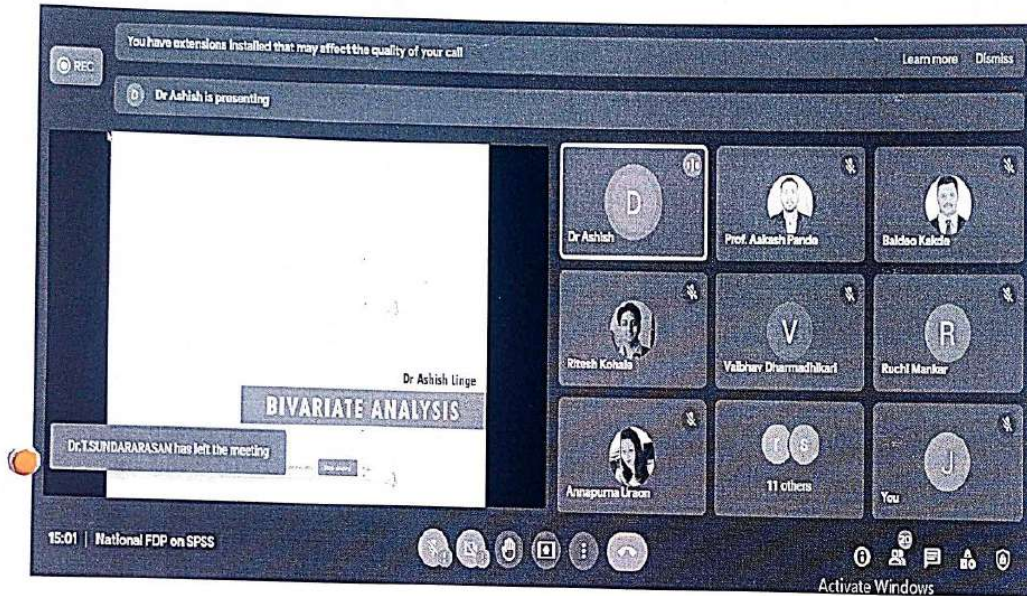 REC
You have extensions installed that may affect the quality of your call
Learn more Dismiss
D Dr Ashish is presenting
Dr Ashish Linge
BIVARIATE ANALYSIS
Dr.T.SUNDARARASAN has left the meeting
D
Dr Ashish
Prof. Aakash Panda
Baldeo Kakde
Ritesh Kohale
V
Vaibhav Dharmadhikari
R
Ruchi Mankar
Annapurna Uraon
S
11 others
J
You
15:01 | National FDP on SPSS
20
Activate Windows